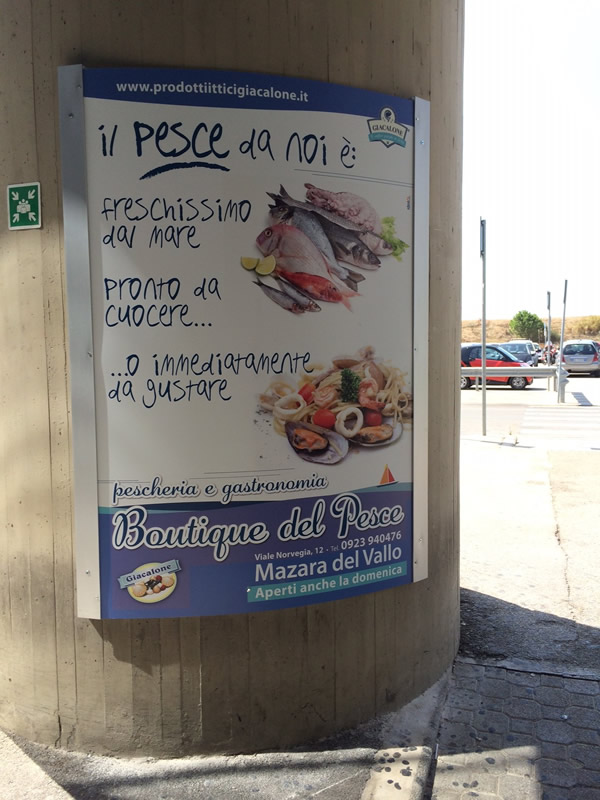 www.prodottiitticigiacalone.it
GIACALONE
il PESCE da noi è:
freschissimo
dal mare
pronto da
cuocere...
...o immediatamente
da gustare
pescheria e gastronomia
Boutique del Pesce
Viale Norvegia, 12 - Tel. 0923 940476
Mazara del Vallo
Aperti anche la domenica
Giacalone